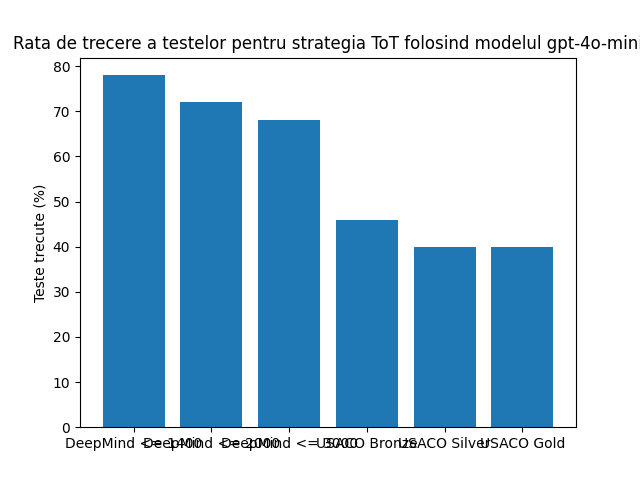 Rata de trecere a testelor pentru strategia ToT folosind modelul gpt-4o-mini
80
70
60
50
40
30
20
10
0
Teste trecute (%)
DeepMind <= 1400
DeepMind <= 2000
DeepMind <= 3000
USACO Bronze
USACO Silver
USACO Gold